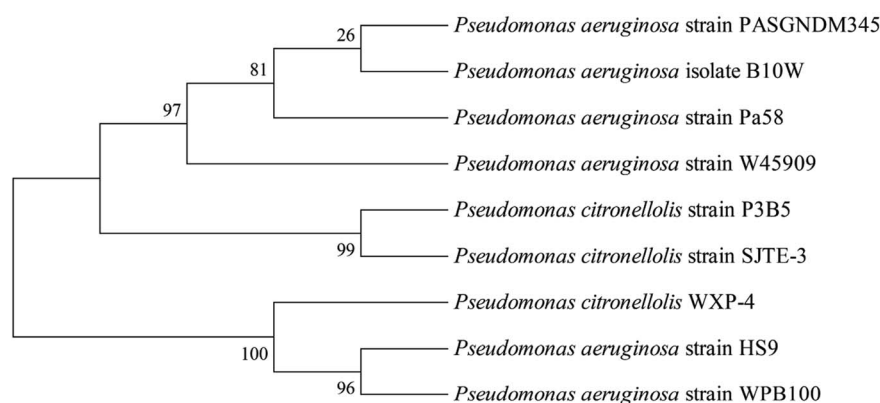 26
Pseudomonas aeruginosa strain PASGNDM345
81
Pseudomonas aeruginosa isolate B10W
97
Pseudomonas aeruginosa strain Pa58
Pseudomonas aeruginosa strain W45909
Pseudomonas citronellolis strain P3B5
99
Pseudomonas citronellolis strain SJTE-3
Pseudomonas citronellolis WXP-4
100
Pseudomonas aeruginosa strain HS9
96
Pseudomonas aeruginosa strain WPB100